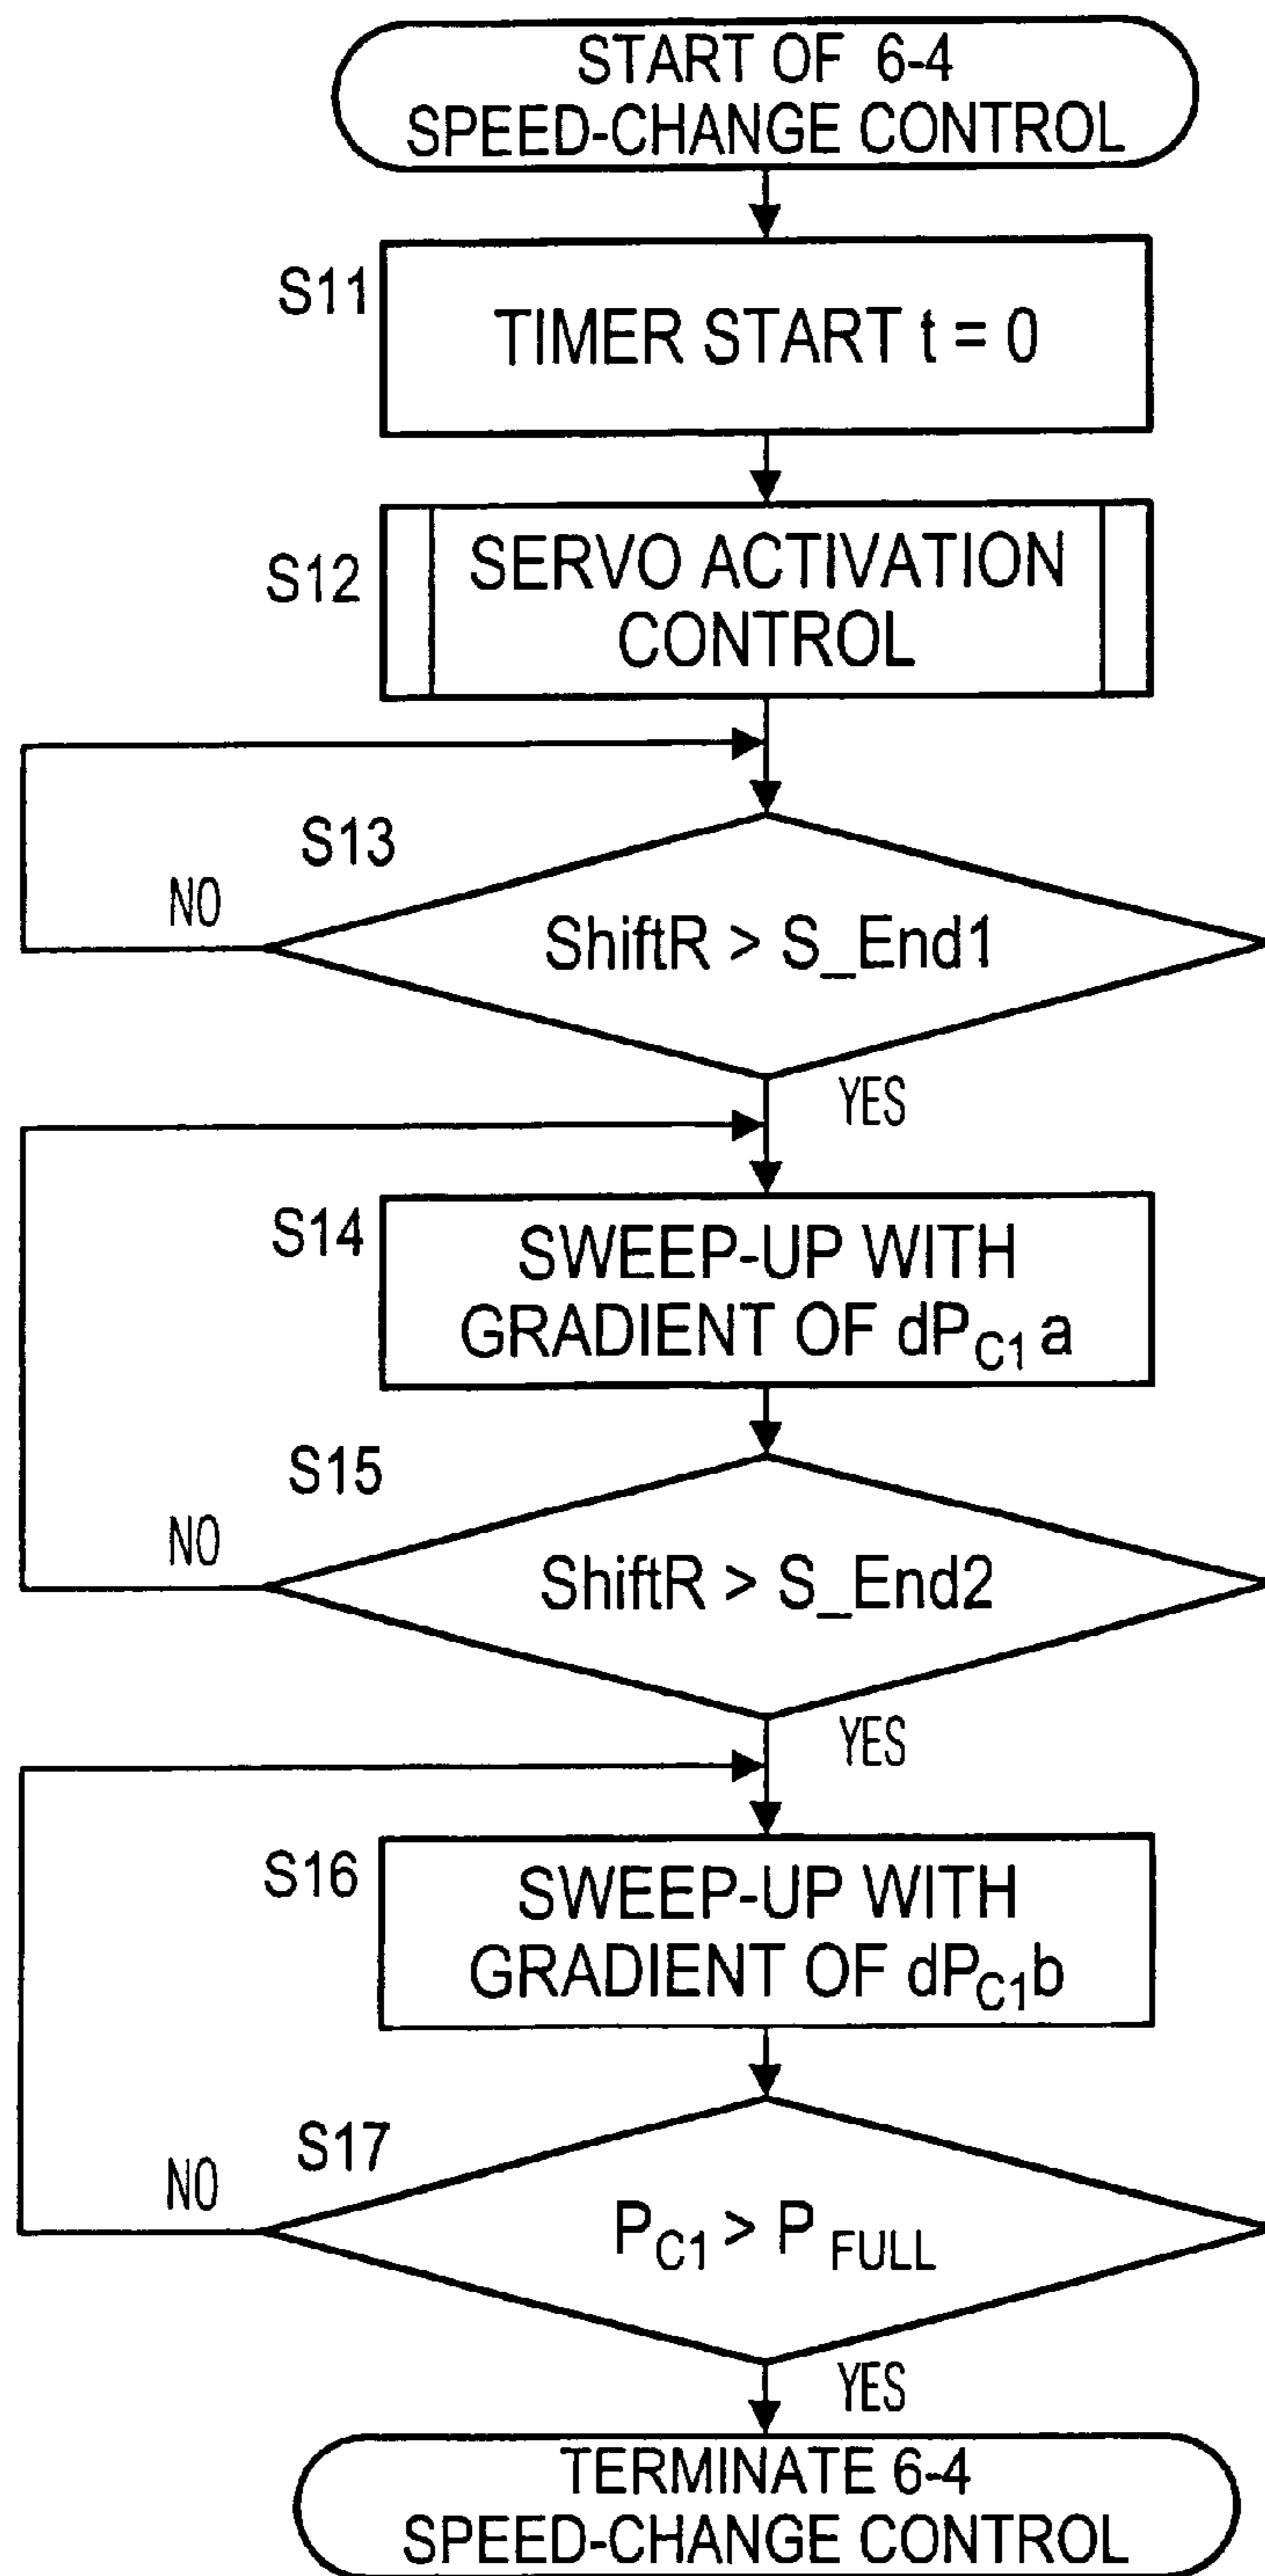 START OF 6-4
SPEED-CHANGE CONTROL
S11
TIMER START t = 0
S12
SERVO ACTIVATION
CONTROL
S13
NO
ShiftR > S_End1
YES
S14
SWEEP-UP WITH
GRADIENT OF dPC1 a
S15
NO
ShiftR > S_End2
YES
S16
SWEEP-UP WITH
GRADIENT OF dPC1b
S17
NO
PC1 > P FULL
YES
TERMINATE 6-4
SPEED-CHANGE CONTROL